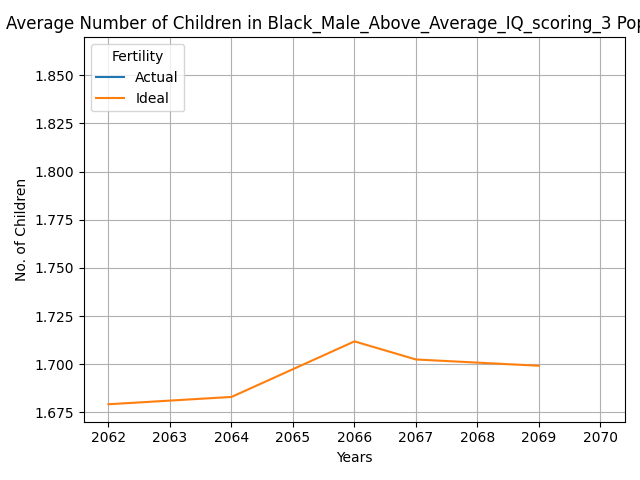 Average Number of Children in Black_Male_Above_Average_IQ_scoring_3 Pop
Fertility
Actual
Ideal
1.850
1.825
1.800
1.775
1.750
1.725
1.700
1.675
No. of Children
2062 2063 2064 2065 2066 2067 2068 2069 2070
Years